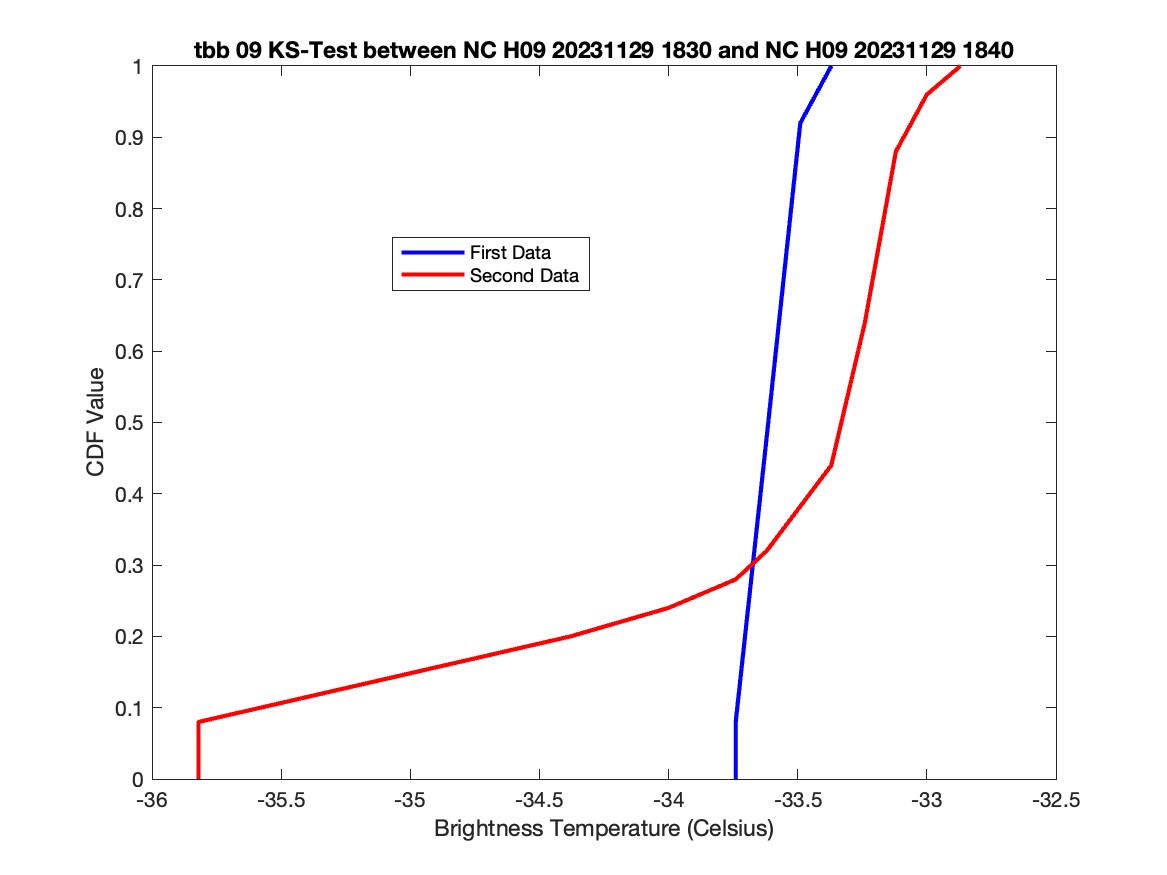 tbb 09 KS-Test between NC H09 20231129 1830 and NC H09 20231129 1840
1
0.9
0.8
0.7
0.6
0.5
0.4
0.3
0.2
0.1
0
CDF Value
First Data
Second Data
-36 -35.5 -35 -34.5 -34 -33.5 -33 -32.5
Brightness Temperature (Celsius)